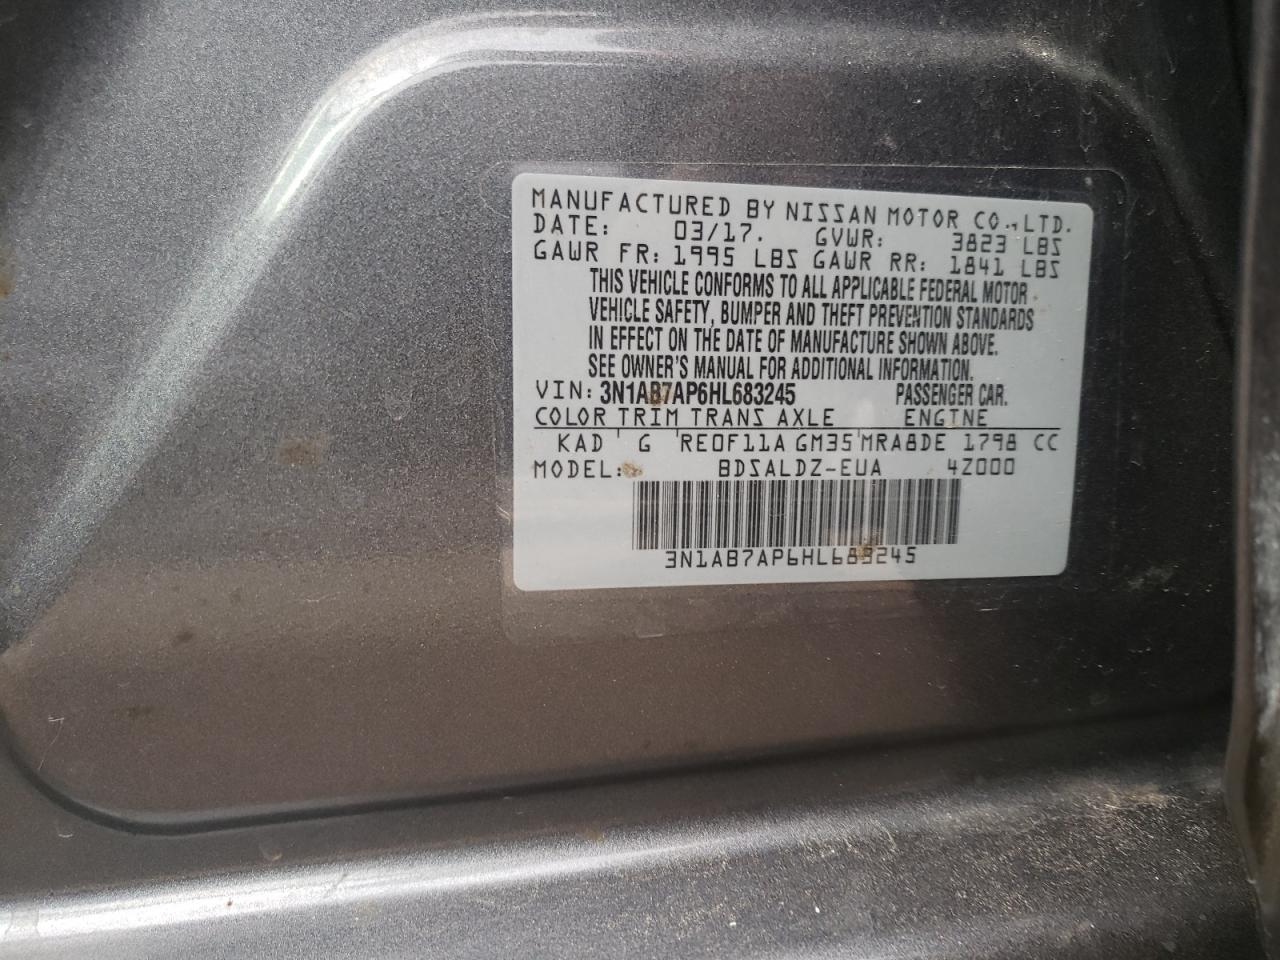 MANUFACTURED BY NISSAN MOTOR CO., LTD.
DATE: 03/17. GVWR: 3823 LBS
GAWR FR: 1995 LBS GAWR RR: 1841 LBS
THIS VEHICLE CONFORMS TO ALL APPLICABLE FEDERAL MOTOR
VEHICLE SAFETY, BUMPER AND THEFT PREVENTION STANDARDS
IN EFFECT ON THE DATE OF MANUFACTURE SHOWN ABOVE.
SEE OWNER'S MANUAL FOR ADDITIONAL INFORMATION.
VIN: 3N1AB7AP6HL683245 PASSENGER CAR.
COLOR TRIM TRANS AXLE ENGINE
KAD G RE0F11A GM35 MRA8DE 1798 CC
MODEL: BDSALDZ-EUA 4Z000
3N1AB7AP6HL683245